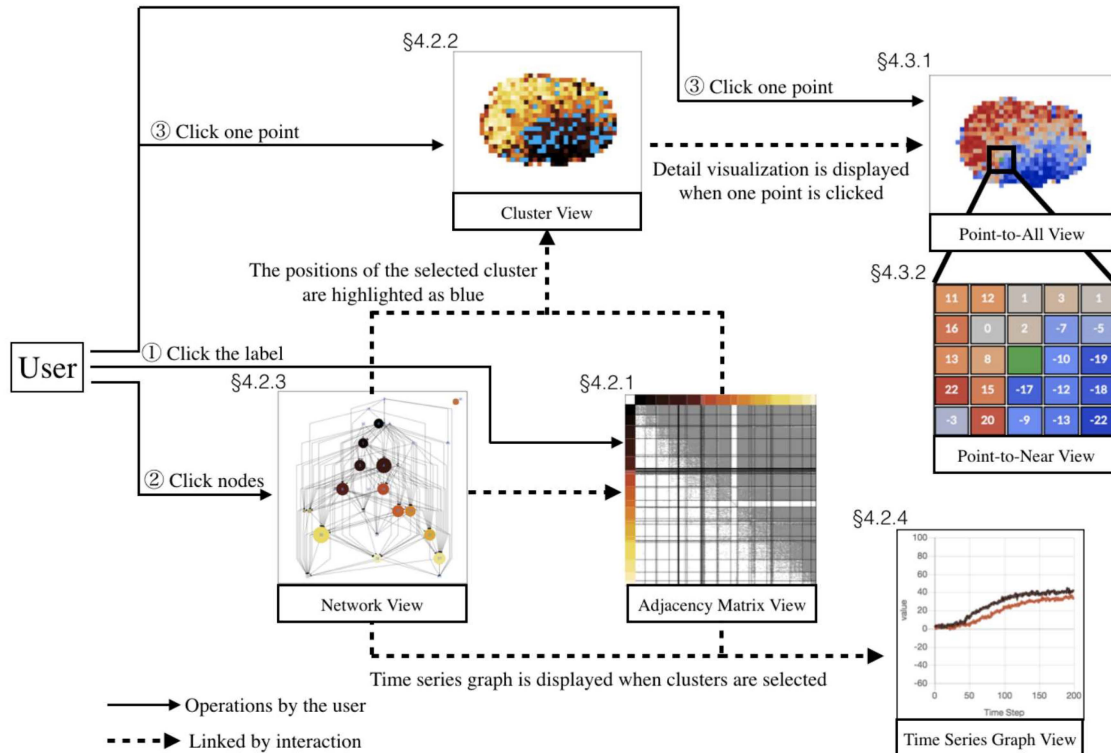 §4.2.2
§4.3.1
③ Click one point
③ Click one point
Detail visualization is displayed
when one point is clicked
Cluster View
Point-to-All View
§4.3.2
The positions of the selected cluster
are highlighted as blue
11 12 1 3 1
16 0 2 -7 -5
13 8 -10 -19
22 15 -17 -12 -18
-3 20 -9 -13 -22
Point-to-Near View
User
① Click the label
§4.2.3
§4.2.1
② Click nodes
Network View
Adjacency Matrix View
§4.2.4
100
80
60
40
20
0
-20
-40
-60
value
0 50 100 150 200
Time Step
Time Series Graph View
Time series graph is displayed when clusters are selected
Operations by the user
Linked by interaction